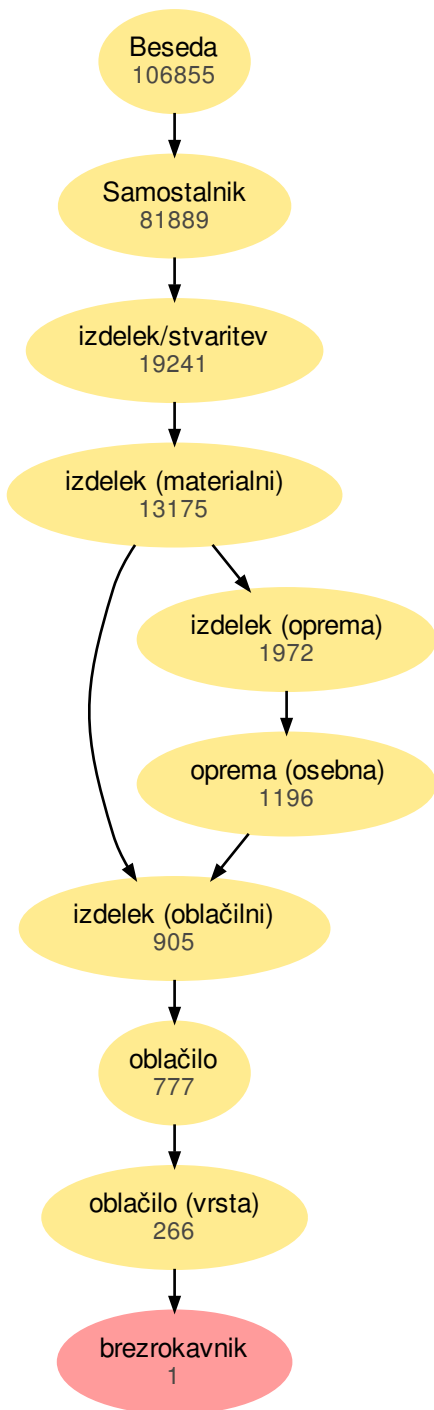 Beseda
106855
Samostalnik
81889
izdelek/stvaritev
19241
izdelek (materialni)
13175
izdelek (oprema)
1972
oprema (osebna)
1196
izdelek (oblačilni)
905
oblačilo
777
oblačilo (vrsta)
266
brezrokavnik
1